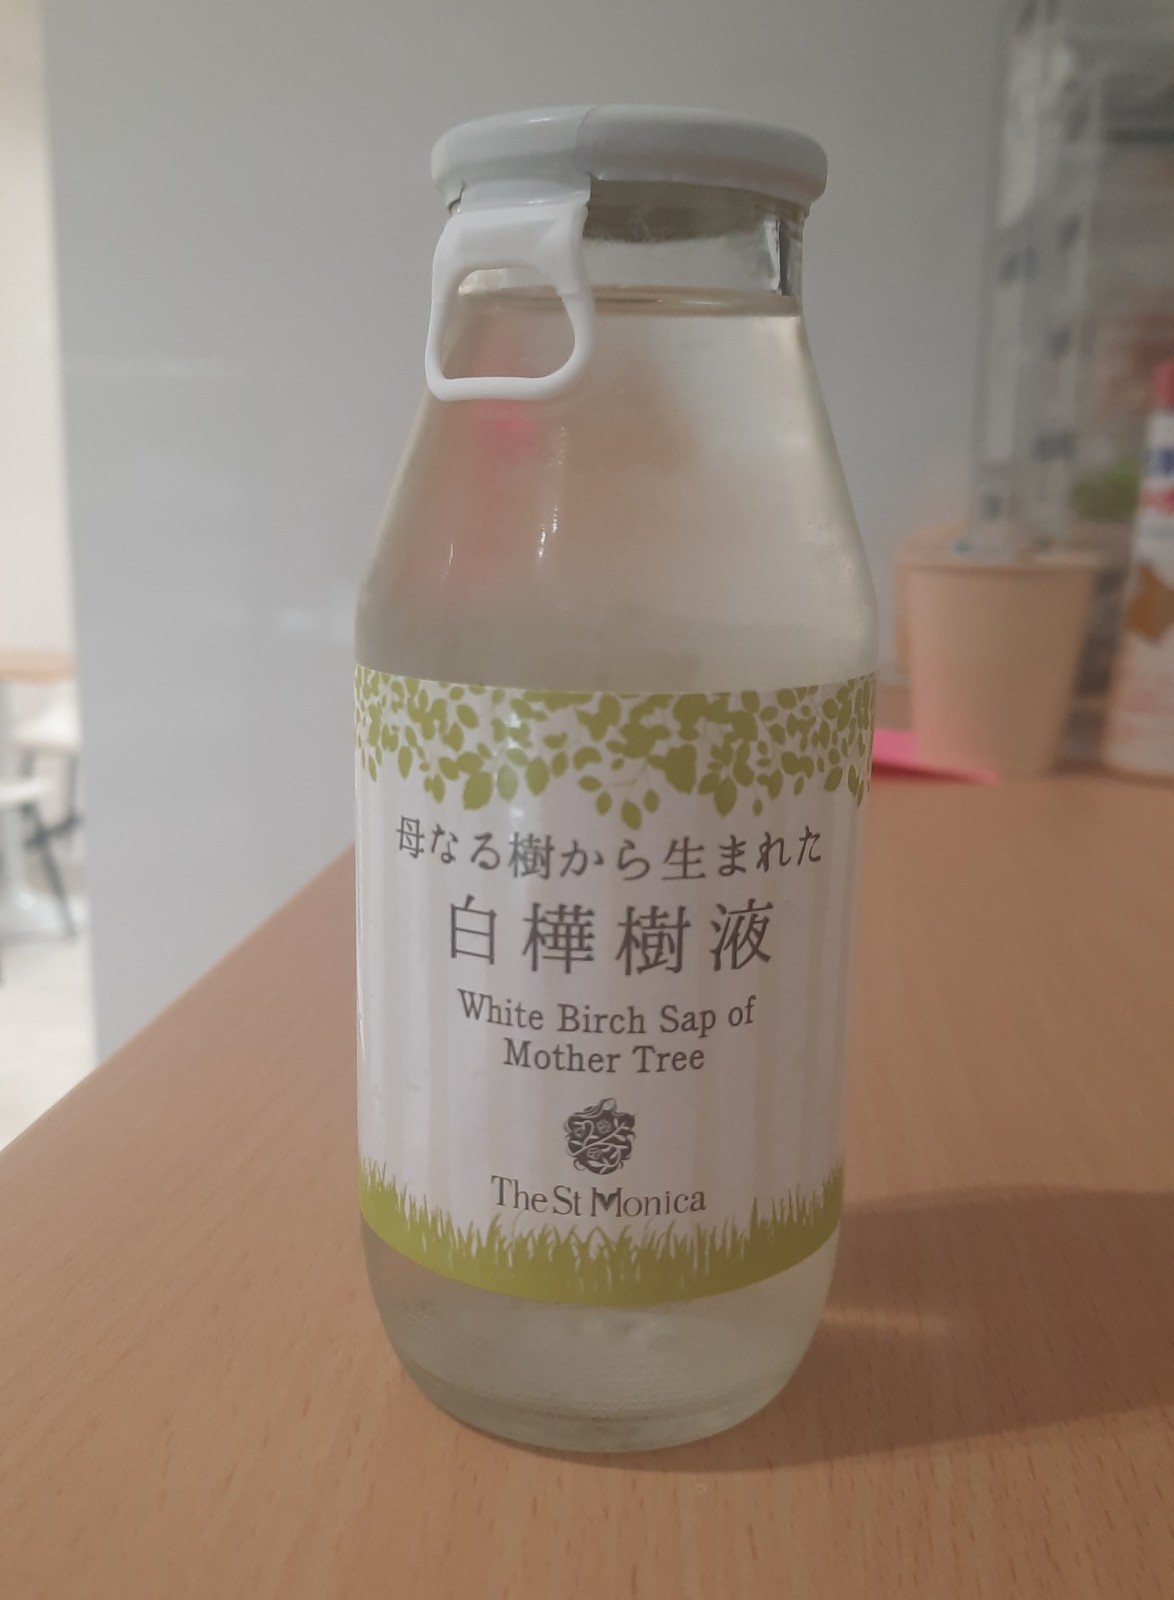 母なる樹から生まれた
白樺樹液
White Birch Sap of
Mother Tree
The St Monica